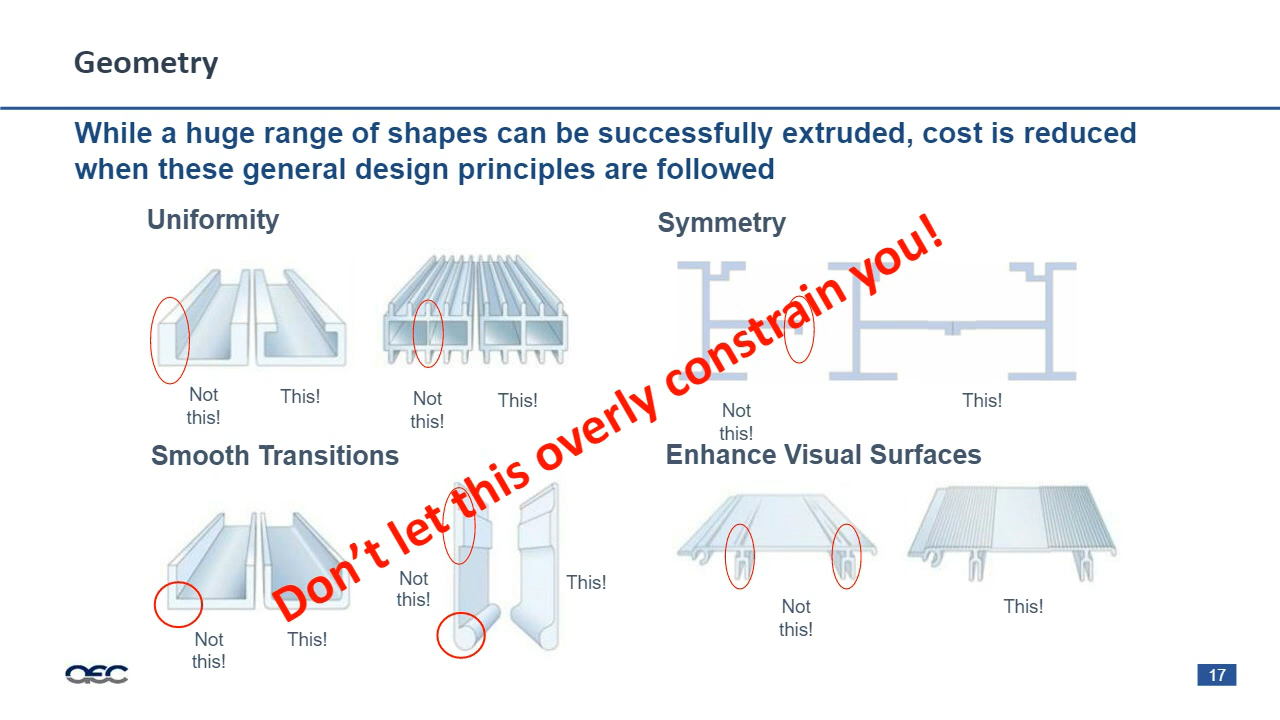 Geometry
While a huge range of shapes can be successfully extruded, cost is reduced
when these general design principles are followed
Uniformity
Not
this!
This!
Not
this!
This!
Symmetry
Not
this!
This!
Don't let this overly constrain you!
Smooth Transitions
Not
this!
This!
Not
this!
This!
Enhance Visual Surfaces
Not
this!
This!
AEC
17